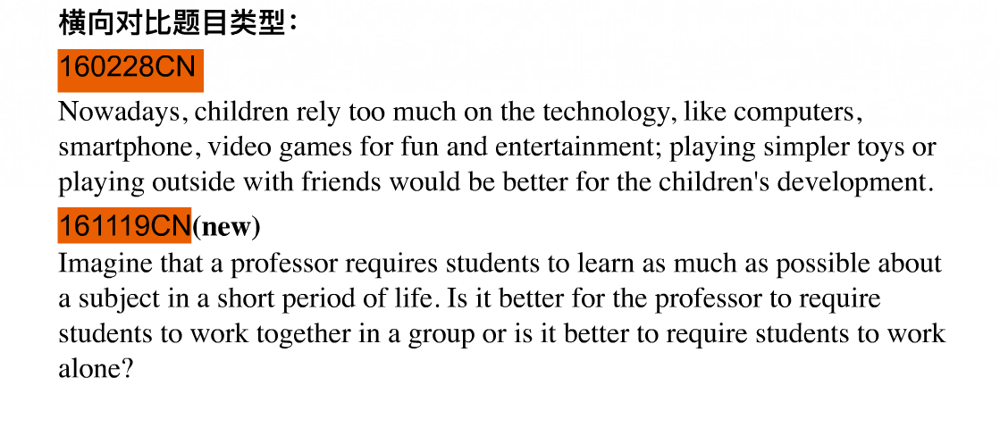 横向对比题目类型：
160228CN
Nowadays, children rely too much on the technology, like computers,
smartphone, video games for fun and entertainment; playing simpler toys or
playing outside with friends would be better for the children's development.
161119CN(new)
Imagine that a professor requires students to learn as much as possible about
a subject in a short period of life. Is it better for the professor to require
students to work together in a group or is it better to require students to work
alone?